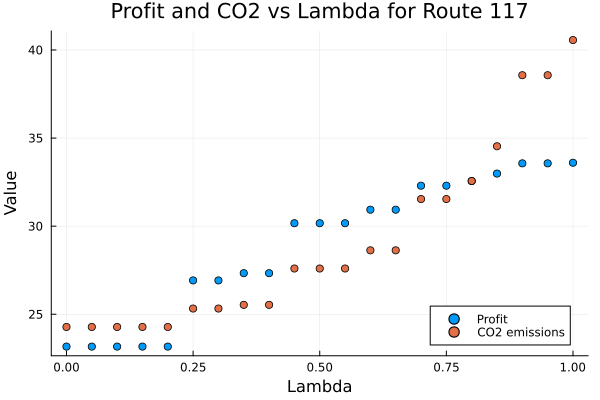 Profit and CO2 vs Lambda for Route 117
Value
40
35
30
25
0.00 0.25 0.50 0.75 1.00
Lambda
Profit
CO2 emissions